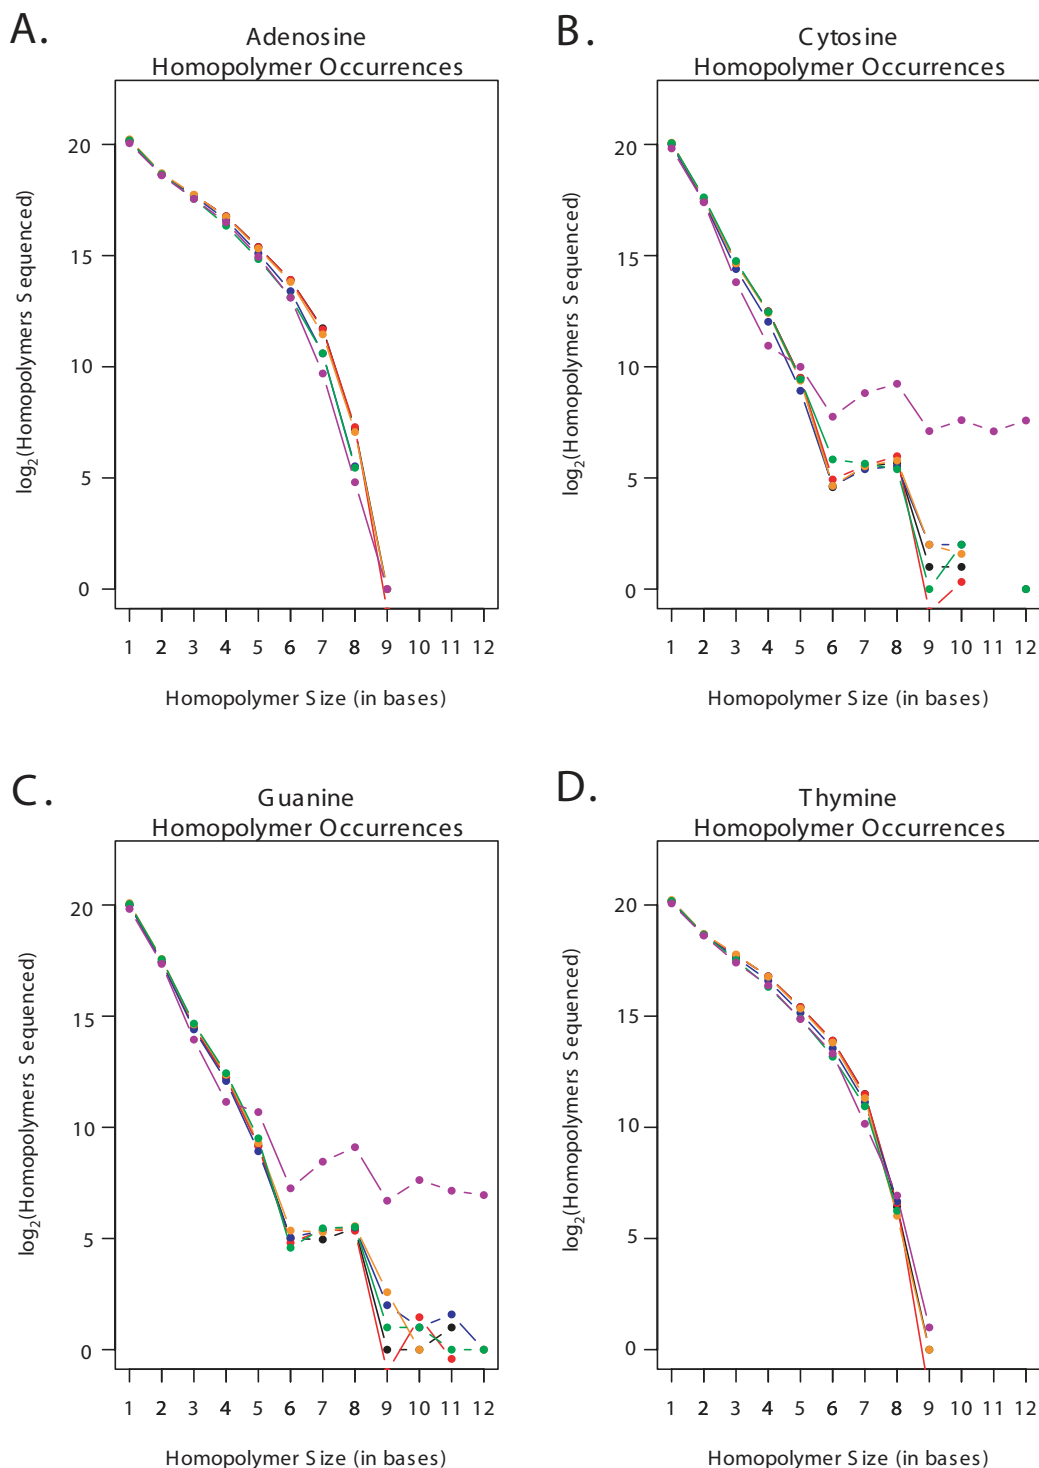 A.
Adenosine
Homopolymer Occurrences
log2(Homopolymers Sequenced)
20
15
10
5
0
1 2 3 4 5 6 7 8 9 10 11 12
Homopolymer Size (in bases)
B.
Cytosine
Homopolymer Occurrences
log2(Homopolymers Sequenced)
20
15
10
5
0
1 2 3 4 5 6 7 8 9 10 11 12
Homopolymer Size (in bases)
C.
Guanine
Homopolymer Occurrences
log2(Homopolymers Sequenced)
20
15
10
5
0
1 2 3 4 5 6 7 8 9 10 11 12
Homopolymer Size (in bases)
D.
Thymine
Homopolymer Occurrences
log2(Homopolymers Sequenced)
20
15
10
5
0
1 2 3 4 5 6 7 8 9 10 11 12
Homopolymer Size (in bases)